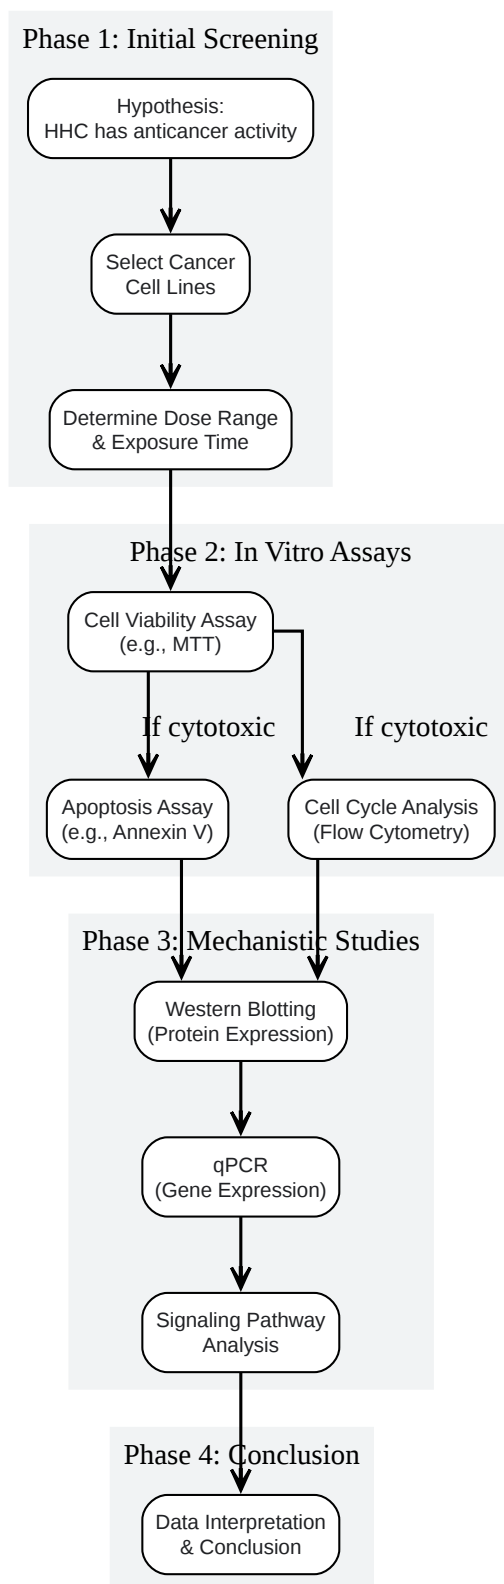 Phase 1: Initial Screening
Hypothesis:
HHC has anticancer activity
Select Cancer
Cell Lines
Determine Dose Range
& Exposure Time
Phase 2: In Vitro Assays
Cell Viability Assay
(e.g., MTT)
If cytotoxic
If cytotoxic
Apoptosis Assay
(e.g., Annexin V)
Cell Cycle Analysis
(Flow Cytometry)
Phase 3: Mechanistic Studies
Western Blotting
(Protein Expression)
qPCR
(Gene Expression)
Signaling Pathway
Analysis
Phase 4: Conclusion
Data Interpretation
& Conclusion